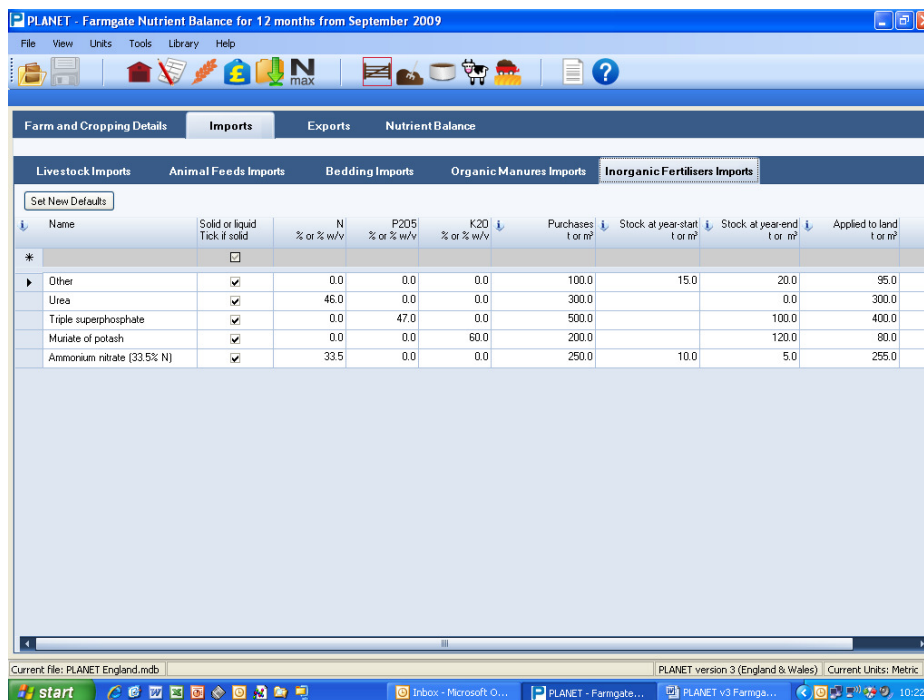 PLANET - Farmgate Nutrient Balance for 12 months from September 2009
File View Units Tools Library Help
N max
Farm and Cropping Details Imports Exports Nutrient Balance
Livestock Imports Animal Feeds Imports Bedding Imports Organic Manures Imports Inorganic Fertilisers Imports
Set New Defaults
Name Solid or liquid N P2O5 K2O Purchases Stock at year-start Stock at year-end Applied to land
Tick if solid % or % w/v % or % w/v % or % w/v t or m³ t or m³ t or m³ t or m³
Other 0.0 0.0 0.0 100.0 15.0 20.0 95.0
Urea 46.0 0.0 0.0 300.0 0.0 300.0
Triple superphosphate 0.0 47.0 0.0 500.0 100.0 400.0
Muriate of potash 0.0 0.0 60.0 200.0 120.0 80.0
Ammonium nitrate (33.5% N) 33.5 0.0 0.0 250.0 10.0 5.0 255.0
Current file: PLANET England.mdb PLANET version 3 (England & Wales) Current Units: Metric
start Inbox - Microsoft O... PLANET - Farmgate... PLANET v3 Farmga...